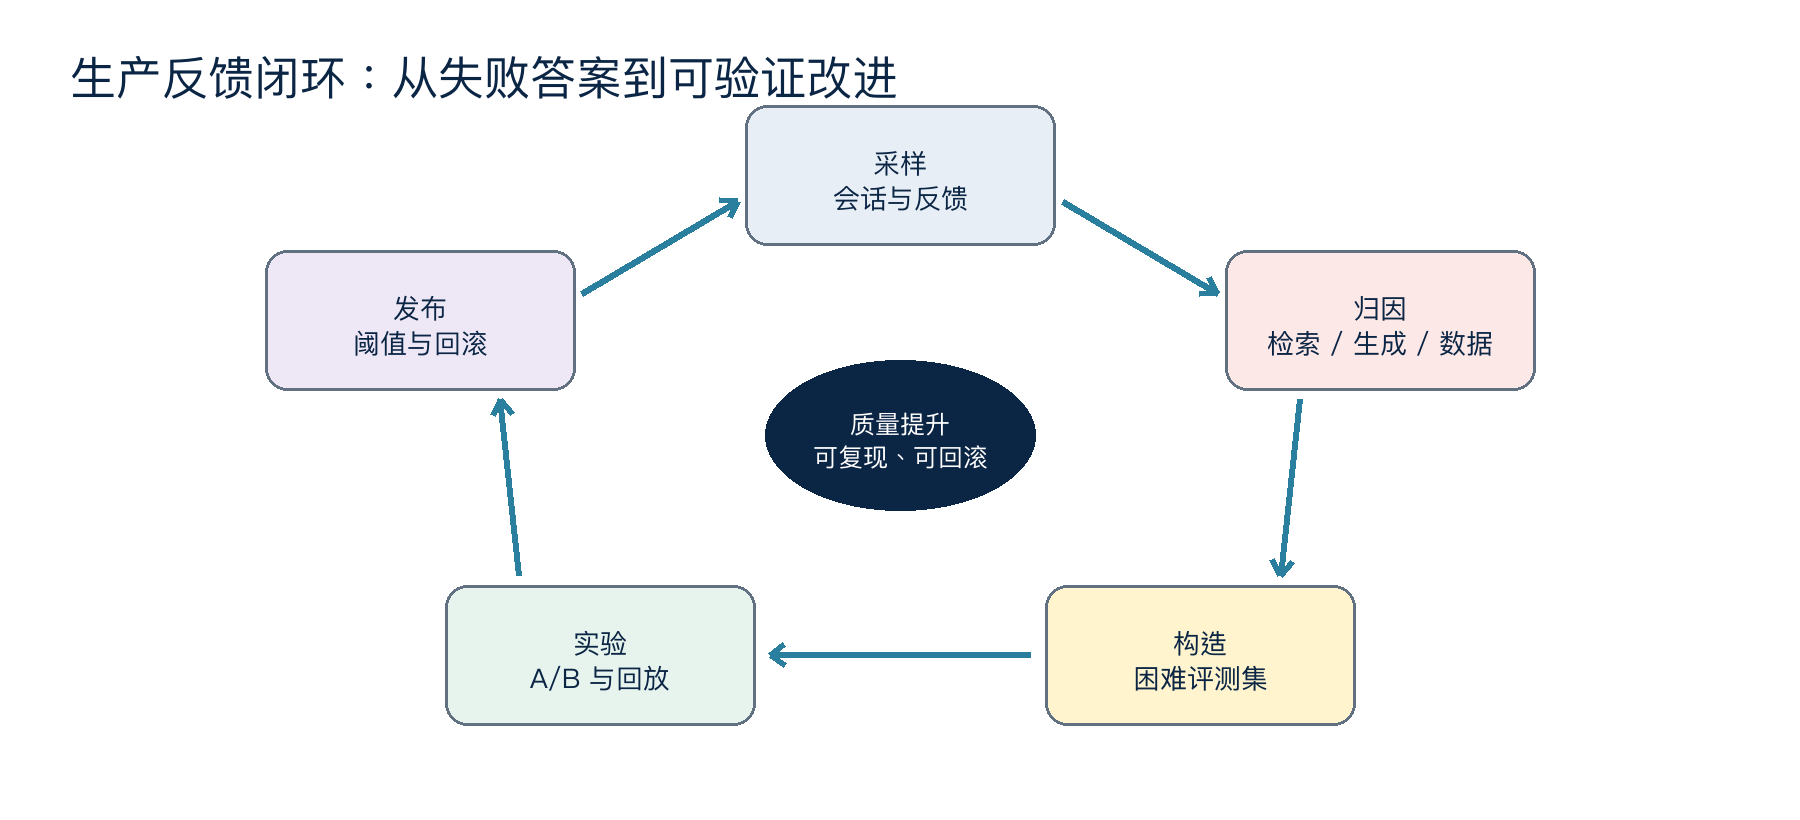 生产反馈闭环：从失败答案到可验证改进
采样
会话与反馈
发布
阈值与回滚
归因
检索 / 生成 / 数据
质量提升
可复现、可回滚
实验
A/B 与回放
构造
困难评测集